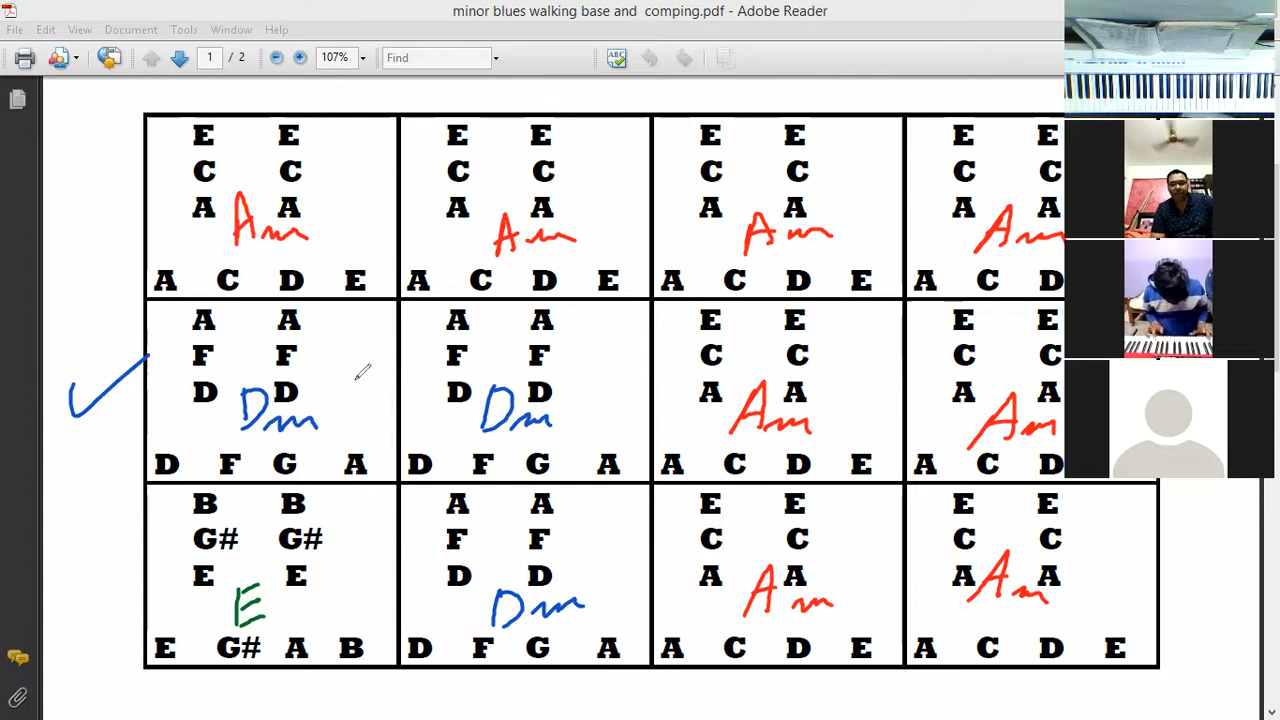 minor blues walking base and comping.pdf - Adobe Reader
File Edit View Document Tools Window Help
1 / 2 107% Find ABC
E E E E E E E E
C C C C C C C C
A A A A A A A A
Am Am Am Am
A C D E A C D E A C D E A C D
A A A A E E E E
F F F F C C C C
D D D D A A A A
Dm Dm Am Am
D F G A D F G A A C D E A C D
B B A A E E E E
G# G# F F C C C C
E E D D A A A A
E Dm Am Am
E G# A B D F G A A C D E A C D E